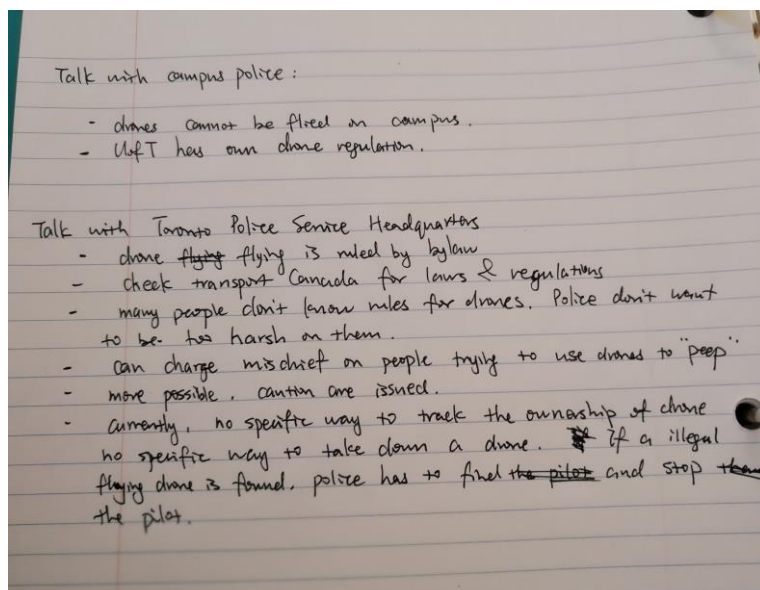 Talk with campus police:
- drones cannot be flied on campus.
- UofT has own drone regulation.
Talk with Toronto Police Service Headquarters
- drone flying flying is ruled by bylaw
- check transport Canada for laws & regulations
- many people don't know rules for drones. Police don't want
to be too harsh on them.
- can charge mischief on people trying to use drones to "peep"
- more possible, caution are issued.
- currently, no specific way to track the ownership of drone
no specific way to take down a drone. if a illegal
flying drone is found, police has to find the pilot and stop them
the pilot.